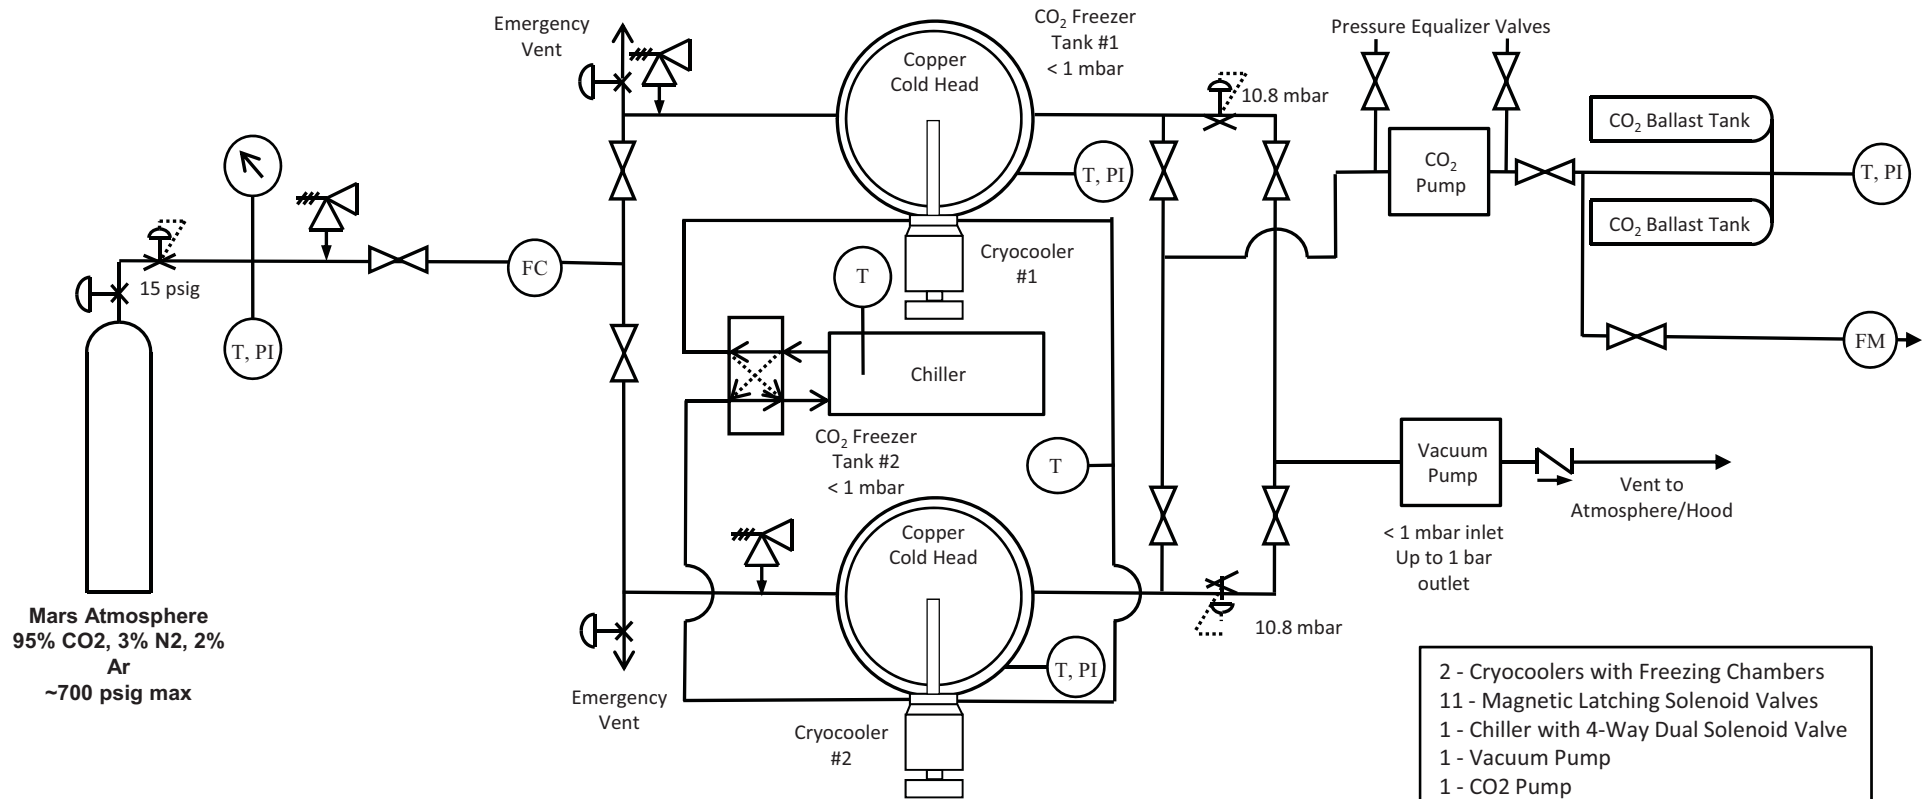 Emergency
Vent
CO₂ Freezer
Tank #1
< 1 mbar
Pressure Equalizer Valves
Copper
Cold Head
10.8 mbar
CO₂ Ballast Tank
CO₂
Pump
T, PI
T, PI
CO₂ Ballast Tank
15 psig
FC
T
Cryocooler
#1
T, PI
Chiller
FM
CO₂ Freezer
Tank #2
< 1 mbar
T
Vacuum
Pump
Vent to
Atmosphere/Hood
< 1 mbar inlet
Up to 1 bar
outlet
Copper
Cold Head
10.8 mbar
T, PI
Mars Atmosphere
95% CO2, 3% N2, 2%
Ar
~700 psig max
Emergency
Vent
Cryocooler
#2
2 - Cryocoolers with Freezing Chambers
11 - Magnetic Latching Solenoid Valves
1 - Chiller with 4-Way Dual Solenoid Valve
1 - Vacuum Pump
1 - CO2 Pump